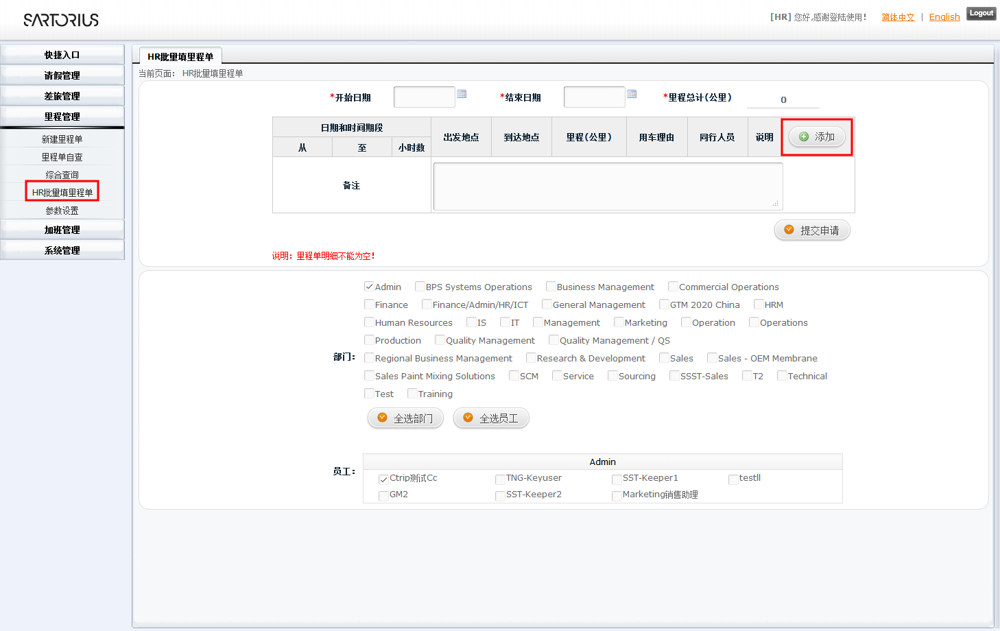 SARTORIUS
[HR] 您好,感谢登陆使用! 简体中文 | English Logout
快捷入口
请假管理
差旅管理
里程管理
新建里程单
里程单自查
综合查询
HR批量填里程单
参数设置
加班管理
系统管理
HR批量填里程单
当前页面: HR批量填里程单
*开始日期 *结束日期 *里程总计(公里) 0
日期和时间期段 出发地点 到达地点 里程(公里) 用车理由 同行人员 说明 添加
从 至 小时数
备注
提交申请
说明: 里程单明细不能为空!
部门:
Admin BPS Systems Operations Business Management Commercial Operations
Finance Finance/Admin/HR/ICT General Management GTM 2020 China HRM
Human Resources IS IT Management Marketing Operation Operations
Production Quality Management Quality Management / QS
Regional Business Management Research & Development Sales Sales - OEM Membrane
Sales Paint Mixing Solutions SCM Service Sourcing SSST-Sales T2 Technical
Test Training
全选部门 全选员工
员工:
Admin
Ctrip测试Cc TNG-Keyuser SST-Keeper1 testll
GM2 SST-Keeper2 Marketing销售助理